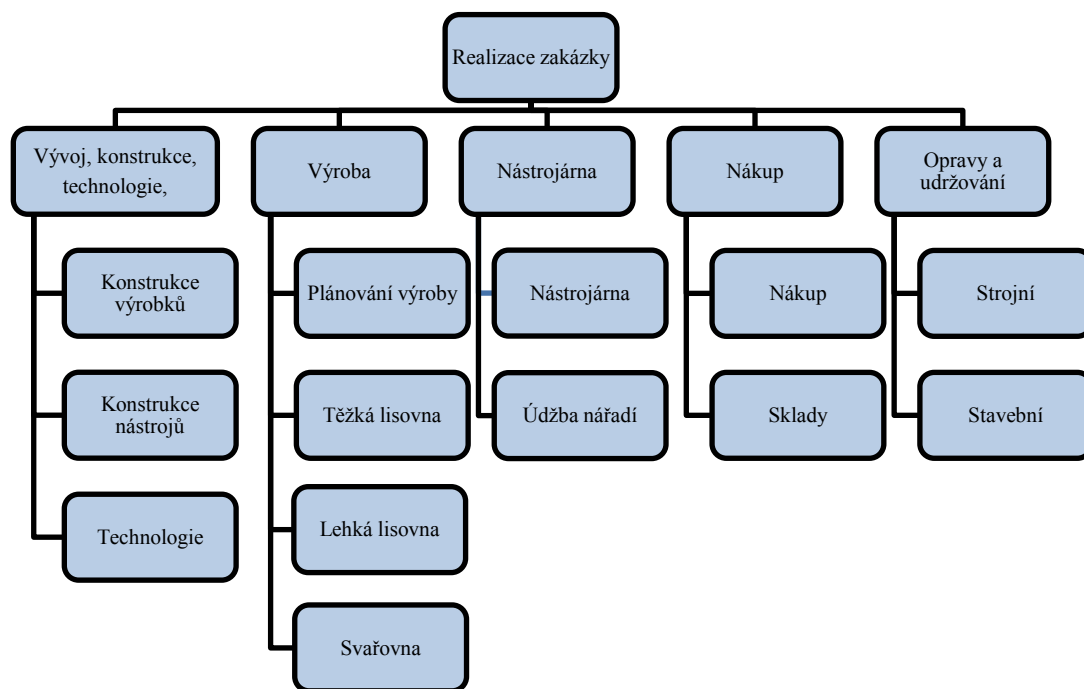 Realizace zakázky
Vývoj, konstrukce,
technologie,
Výroba
Nástrojárna
Nákup
Opravy a
udržování
Konstrukce
výrobků
Plánování výroby
Nástrojárna
Nákup
Strojní
Konstrukce
nástrojů
Těžká lisovna
Údžba nářadí
Sklady
Stavební
Technologie
Lehká lisovna
Svařovna